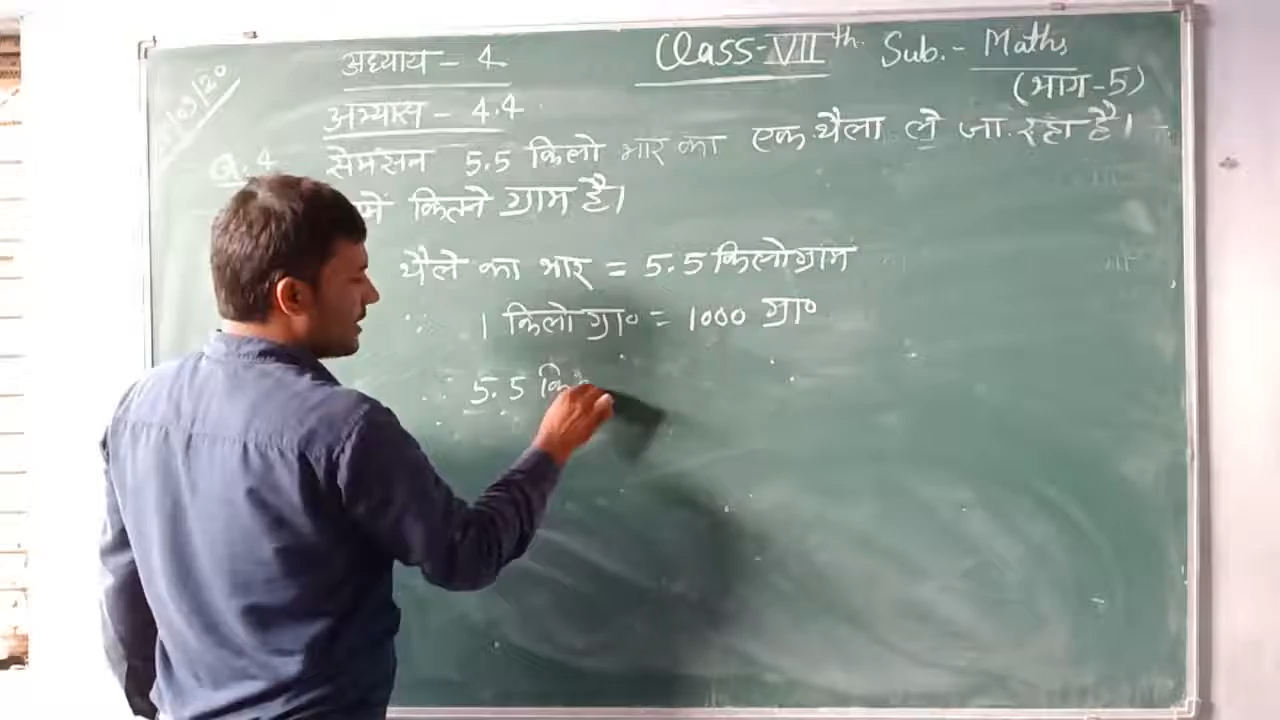 अध्याय - 4
Class-VIIth. Sub.- Maths
(भाग-5)
अभ्यास - 4.4
Q.4 सेमसन 5.5 किलो भार का एक थैला ले जा रहा है।
में कितने ग्राम है।
थैले का भार = 5.5 किलोग्राम
∵ 1 किलो ग्रा० = 1000 ग्रा०
∴ 5.5